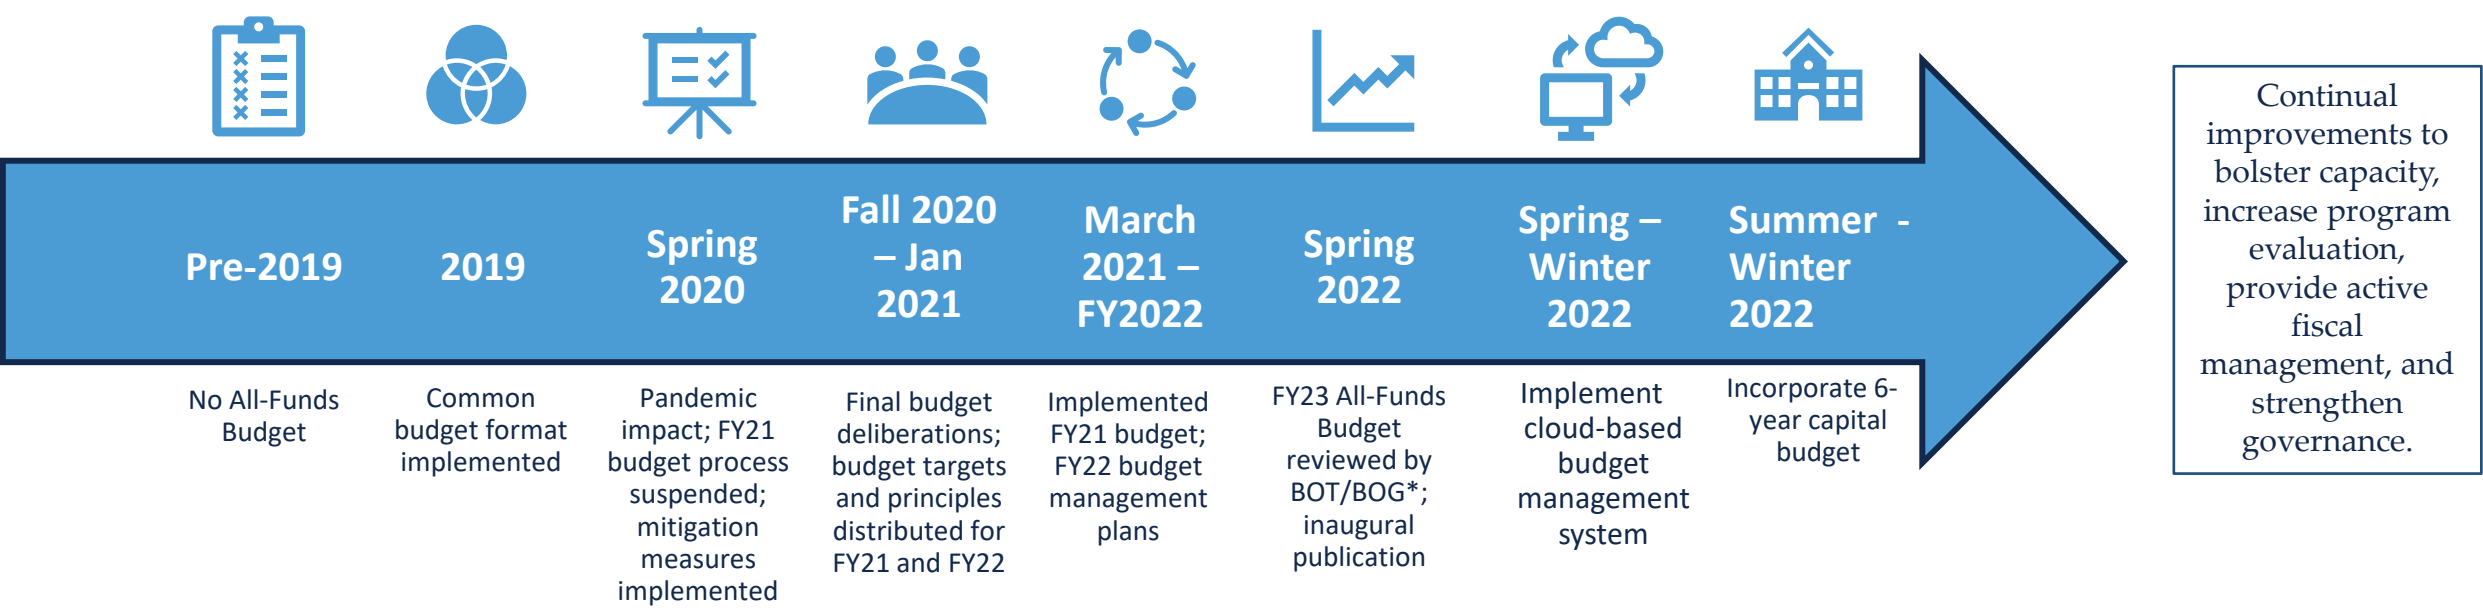 Pre-2019
2019
Spring
2020
Fall 2020
– Jan
2021
March
2021 –
FY2022
Spring
2022
Spring –
Winter
2022
Summer -
Winter
2022
No All-Funds
Budget
Common
budget format
implemented
Pandemic
impact; FY21
budget process
suspended;
mitigation
measures
implemented
Final budget
deliberations;
budget targets
and principles
distributed for
FY21 and FY22
Implemented
FY21 budget;
FY22 budget
management
plans
FY23 All-Funds
Budget
reviewed by
BOT/BOG*;
inaugural
publication
Implement
cloud-based
budget
management
system
Incorporate 6-
year capital
budget
Continual
improvements to
bolster capacity,
increase program
evaluation,
provide active
fiscal
management, and
strengthen
governance.